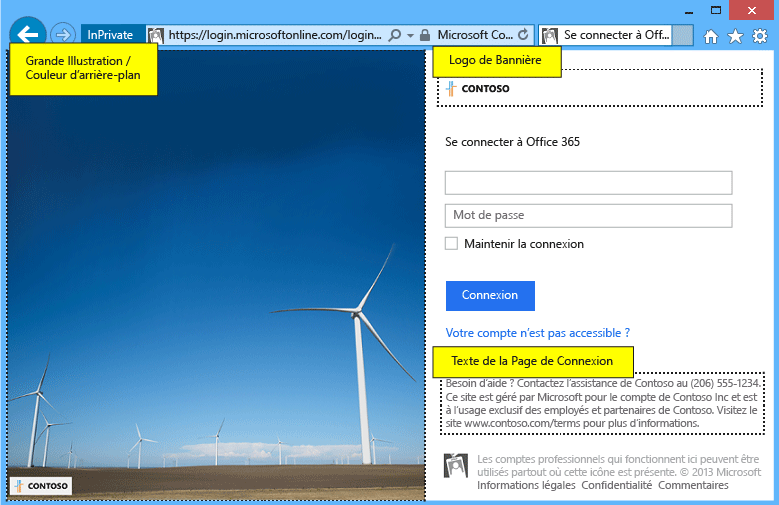 InPrivate
https://login.microsoftonline.com/login...
Microsoft Co...
Se connecter à Off...
Grande Illustration /
Couleur d'arrière-plan
Logo de Bannière
CONTOSO
Se connecter à Office 365
Mot de passe
Maintenir la connexion
Connexion
Votre compte n'est pas accessible ?
Texte de la Page de Connexion
Besoin d'aide ? Contactez l'assistance de Contoso au (206) 555-1234.
Ce site est géré par Microsoft pour le compte de Contoso Inc et est
à l'usage exclusif des employés et partenaires de Contoso. Visitez le
site www.contoso.com/terms pour plus d'informations.
Les comptes professionnels qui fonctionnent ici peuvent être
utilisés partout où cette icône est présente. © 2013 Microsoft
Informations légales Confidentialité Commentaires
CONTOSO